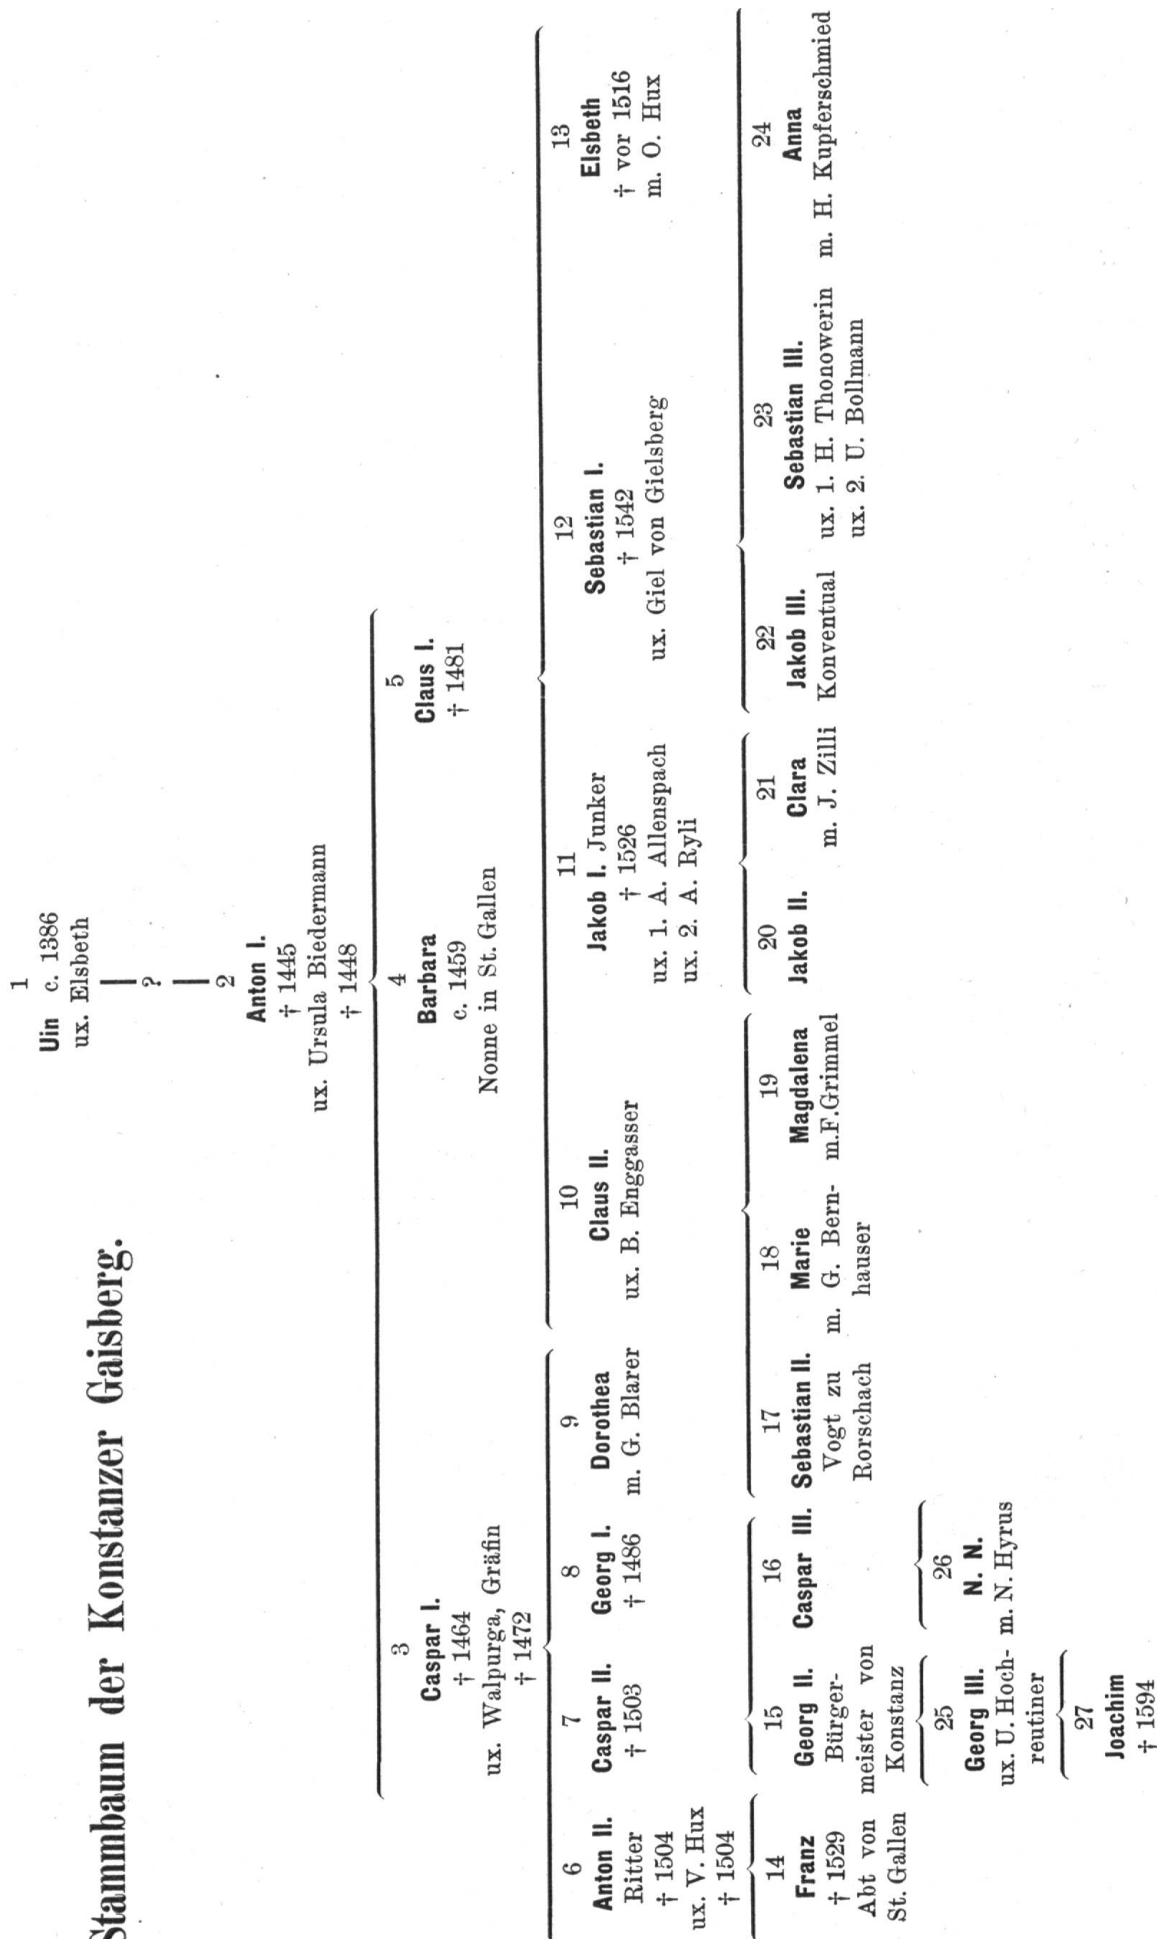 Stammbaum der Konstanzer Gaisberg.
1
Uin c. 1386
ux. Elsbeth
?
2
Anton I.
† 1445
ux. Ursula Biedermann
† 1448
3
Caspar I.
† 1464
ux. Walpurga, Gräfin
† 1472
4
Barbara
c. 1459
Nonne in St. Gallen
5
Claus I.
† 1481
6
Anton II.
Ritter
† 1504
ux. V. Hux
† 1504
7
Caspar II.
† 1503
8
Georg I.
† 1486
9
Dorothea
m. G. Blarer
10
Claus II.
ux. B. Enggasser
11
Jakob I. Junker
† 1526
ux. 1. A. Allenspach
ux. 2. A. Ryli
12
Sebastian I.
† 1542
ux. Giel von Gielsberg
13
Elsbeth
† vor 1516
m. O. Hux
14
Franz
† 1529
Abt von
St. Gallen
15
Georg II.
Bürger-
meister von
Konstanz
16
Caspar III.
17
Sebastian II.
Vogt zu
Rorschach
18
Marie
m. G. Bern-
hauser
19
Magdalena
m.F.Grimmel
20
Jakob II.
21
Clara
m. J. Zilli
22
Jakob III.
Konventual
23
Sebastian III.
ux. 1. H. Thonowerin
ux. 2. U. Bollmann
24
Anna
m. H. Kupferschmied
25
Georg III.
ux. U. Hoch-
reutiner
26
N. N.
m. N. Hyrus
27
Joachim
† 1594